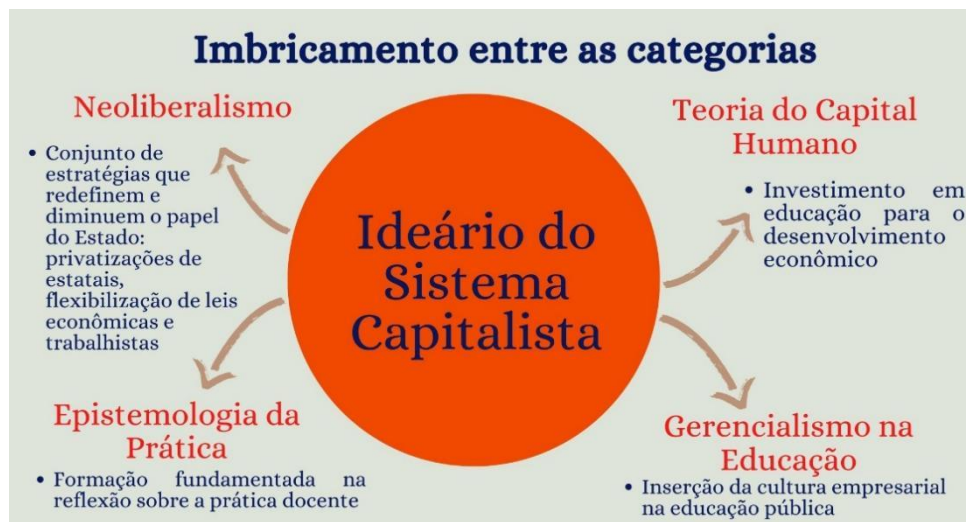 Imbricamento entre as categorias
Neoliberalismo
• Conjunto de
estratégias que
redefinem e
diminuem o papel
do Estado:
privatizações de
estatais,
flexibilização de leis
econômicas e
trabalhistas
Ideário do
Sistema
Capitalista
Teoria do Capital
Humano
• Investimento em
educação para o
desenvolvimento
econômico
Epistemologia da
Prática
• Formação fundamentada na
reflexão sobre a prática docente
Gerencialismo na
Educação
• Inserção da cultura empresarial
na educação pública